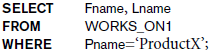 SELECT Fname, Lname
FROM WORKS_ON1
WHERE Pname=‘ProductX’;